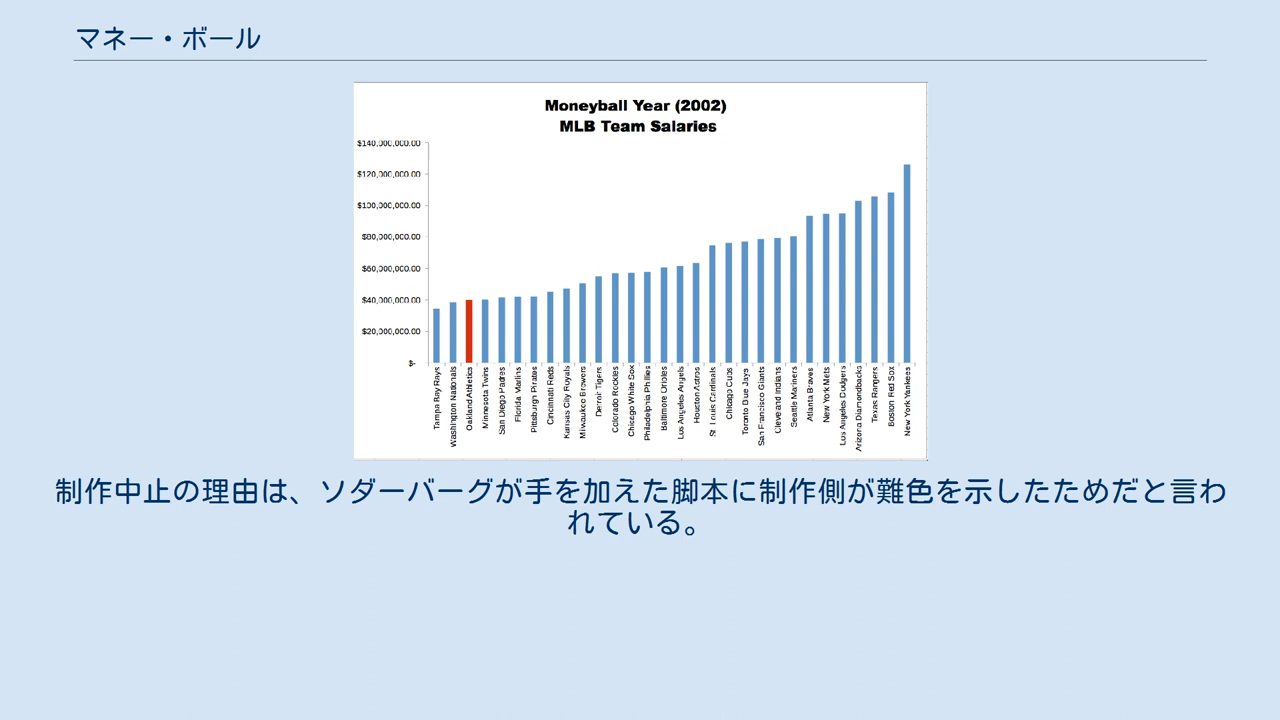 マネー・ボール
Moneyball Year (2002)
MLB Team Salaries
$140,000,000.00
$120,000,000.00
$100,000,000.00
$80,000,000.00
$60,000,000.00
$40,000,000.00
$20,000,000.00
$-
Tampa Bay Rays
Washington Nationals
Oakland Athletics
Minnesota Twins
San Diego Padres
Florida Marlins
Pittsburgh Pirates
Cincinnati Reds
Kansas City Royals
Milwaukee Brewers
Detroit Tigers
Colorado Rockies
Chicago White Sox
Philadelphia Phillies
Baltimore Orioles
Los Angeles Angels
Houston Astros
St. Louis Cardinals
Chicago Cubs
Toronto Blue Jays
San Francisco Giants
Cleveland Indians
Seattle Mariners
Atlanta Braves
New York Mets
Los Angeles Dodgers
Arizona Diamondbacks
Texas Rangers
Boston Red Sox
New York Yankees
制作中止の理由は、ソダーバーグが手を加えた脚本に制作側が難色を示したためだと言わ
れている。